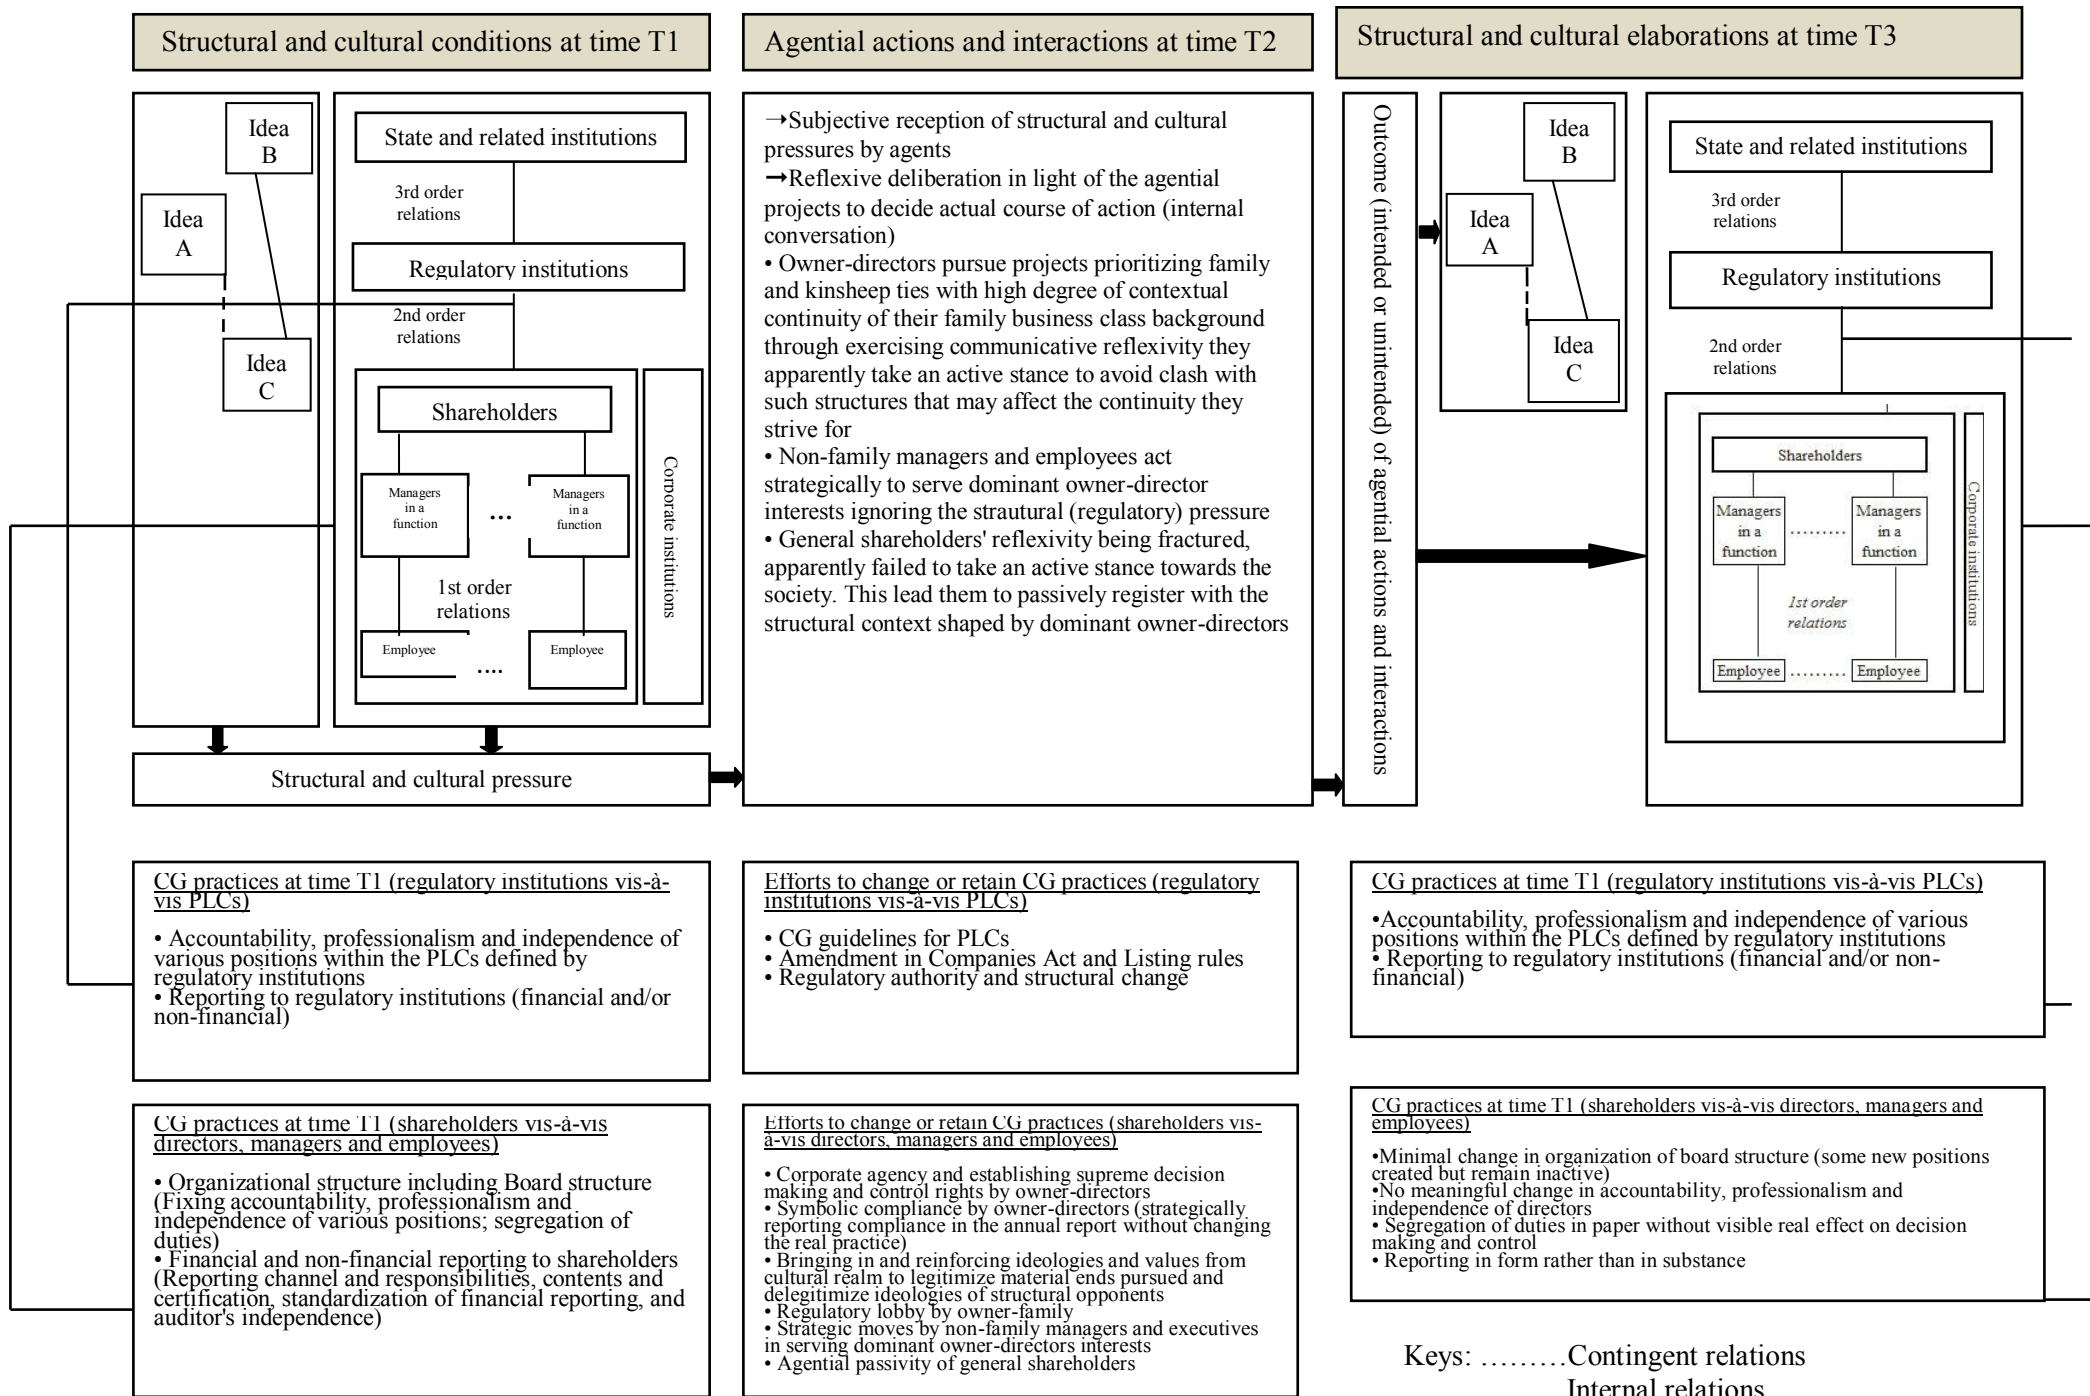 Structural and cultural conditions at time T1
Agential actions and interactions at time T2
Structural and cultural elaborations at time T3
Idea
B
Idea
A
Idea
C
State and related institutions
3rd order
relations
Regulatory institutions
2nd order
relations
Shareholders
Managers
in a
function
...
Managers
in a
function
1st order
relations
Employee
....
Employee
Corporate institutions
Structural and cultural pressure
→Subjective reception of structural and cultural
pressures by agents
→Reflexive deliberation in light of the agential
projects to decide actual course of action (internal
conversation)
• Owner-directors pursue projects prioritizing family
and kinsheep ties with high degree of contextual
continuity of their family business class background
through exercising communicative reflexivity they
apparently take an active stance to avoid clash with
such structures that may affect the continuity they
strive for
• Non-family managers and employees act
strategically to serve dominant owner-director
interests ignoring the strautural (regulatory) pressure
• General shareholders' reflexivity being fractured,
apparently failed to take an active stance towards the
society. This lead them to passively register with the
structural context shaped by dominant owner-directors
Outcome (intended or unintended) of agential actions and interactions
Idea
B
Idea
A
Idea
C
State and related institutions
3rd order
relations
Regulatory institutions
2nd order
relations
Shareholders
Managers
in a
function
.........
Managers
in a
function
1st order
relations
Employee
.........
Employee
Corporate institutions
CG practices at time T1 (regulatory institutions vis-à-
vis PLCs)
• Accountability, professionalism and independence of
various positions within the PLCs defined by
regulatory institutions
• Reporting to regulatory institutions (financial and/or
non-financial)
Efforts to change or retain CG practices (regulatory
institutions vis-à-vis PLCs)
• CG guidelines for PLCs
• Amendment in Companies Act and Listing rules
• Regulatory authority and structural change
CG practices at time T1 (regulatory institutions vis-à-vis PLCs)
•Accountability, professionalism and independence of various
positions within the PLCs defined by regulatory institutions
• Reporting to regulatory institutions (financial and/or non-
financial)
CG practices at time T1 (shareholders vis-à-vis
directors, managers and employees)
• Organizational structure including Board structure
(Fixing accountability, professionalism and
independence of various positions; segregation of
duties)
• Financial and non-financial reporting to shareholders
(Reporting channel and responsibilities, contents and
certification, standardization of financial reporting, and
auditor's independence)
Efforts to change or retain CG practices (shareholders vis-
à-vis directors, managers and employees)
• Corporate agency and establishing supreme decision
making and control rights by owner-directors
• Symbolic compliance by owner-directors (strategically
reporting compliance in the annual report without changing
the real practice)
• Bringing in and reinforcing ideologies and values from
cultural realm to legitimize material ends pursued and
delegitimize ideologies of structural opponents
• Regulatory lobby by owner-family
• Strategic moves by non-family managers and executives
in serving dominant owner-directors interests
• Agential passivity of general shareholders
CG practices at time T1 (shareholders vis-à-vis directors, managers and
employees)
•Minimal change in organization of board structure (some new positions
created but remain inactive)
•No meaningful change in accountability, professionalism and
independence of directors
• Segregation of duties in paper without visible real effect on decision
making and control
• Reporting in form rather than in substance
Keys: .........Contingent relations
Internal relations